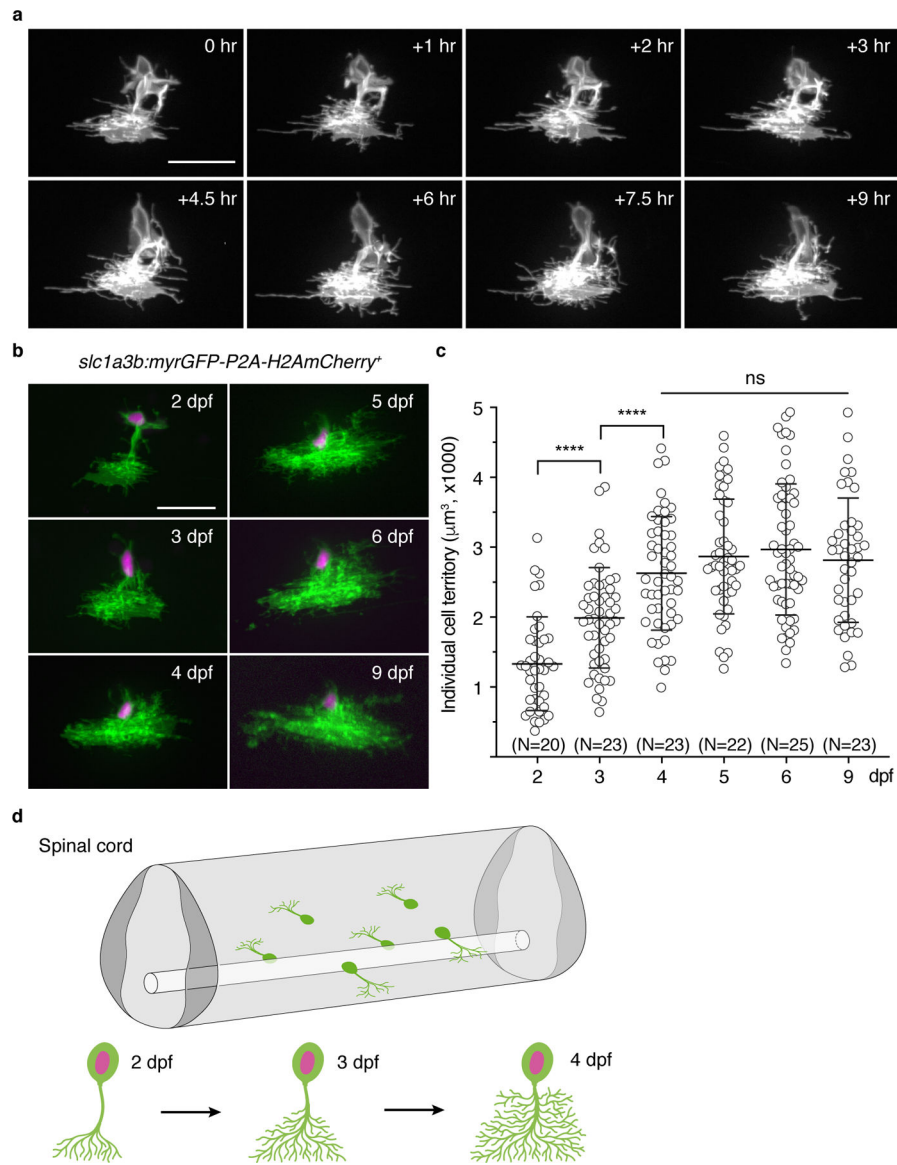 a
0 hr
+1 hr
+2 hr
+3 hr
+4.5 hr
+6 hr
+7.5 hr
+9 hr
b
slc1a3b:myrGFP-P2A-H2AmCherry⁺
2 dpf
5 dpf
3 dpf
6 dpf
4 dpf
9 dpf
c
ns
****
****
Individual cell territory (μm³, x1000)
5
4
3
2
1
(N=20) (N=23) (N=23) (N=22) (N=25) (N=23)
2 3 4 5 6 9 dpf
d
Spinal cord
2 dpf
3 dpf
4 dpf